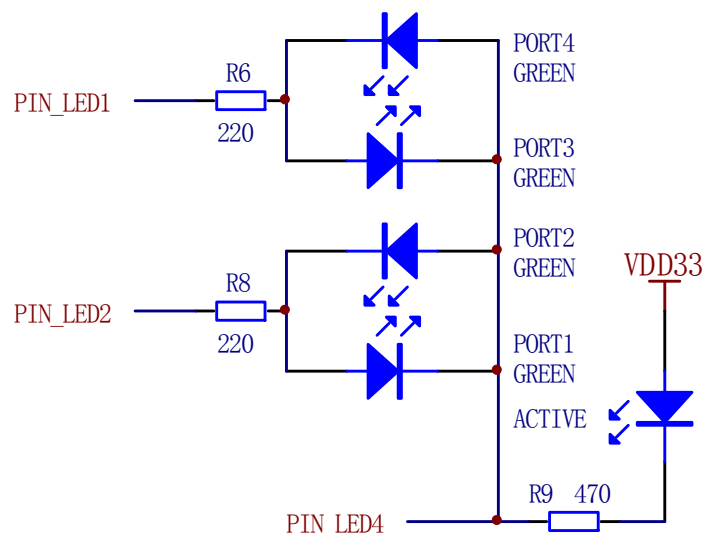 PORT4
GREEN
R6
PIN_LED1
220
PORT3
GREEN
PORT2
GREEN
VDD33
R8
PIN_LED2
220
PORT1
GREEN
ACTIVE
R9 470
PIN LED4